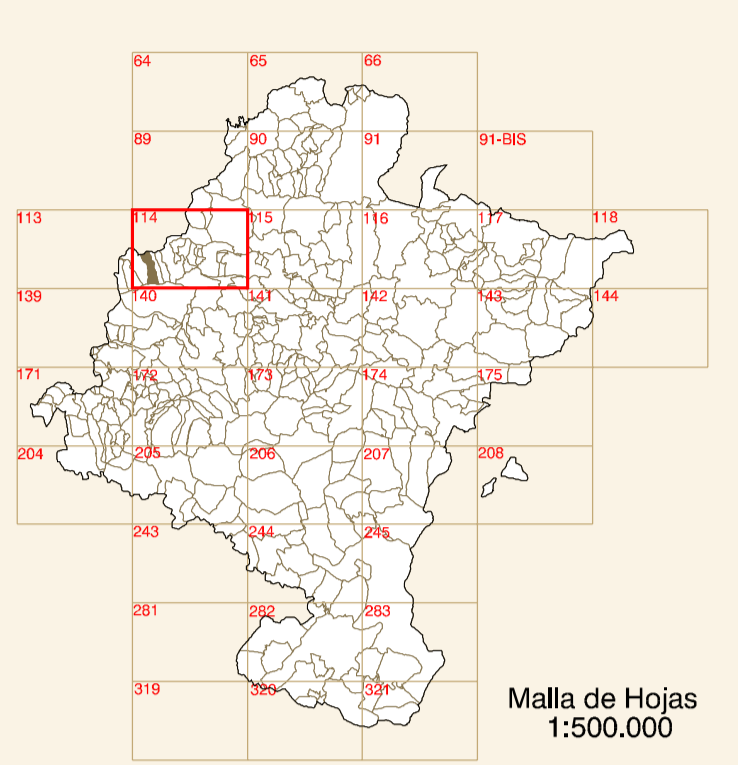 64 65 66
89 90 91 91-BIS
113 114 115 116 117 118
139 140 141 142 143 144
171 172 173 174 175
204 205 206 207 208
243 244 245
281 282 283
319 320 321
Malla de Hojas
1:500.000